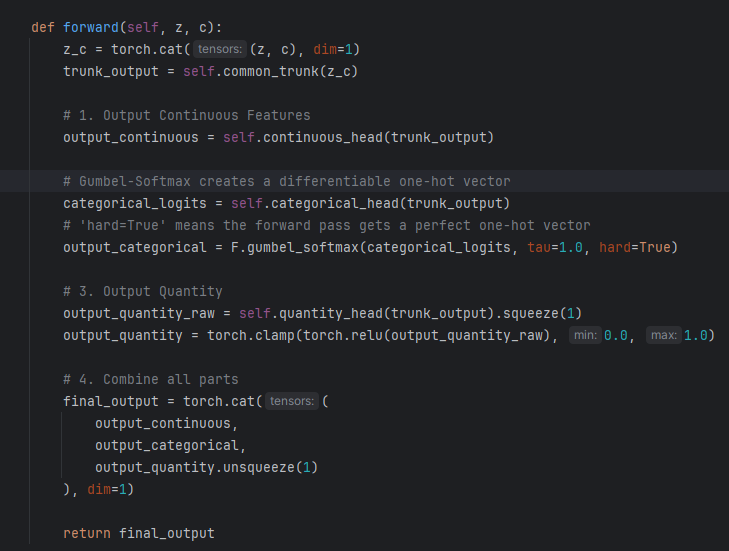 def forward(self, z, c):
    z_c = torch.cat(tensors: (z, c), dim=1)
    trunk_output = self.common_trunk(z_c)
    # 1. Output Continuous Features
    output_continuous = self.continuous_head(trunk_output)
    # Gumbel-Softmax creates a differentiable one-hot vector
    categorical_logits = self.categorical_head(trunk_output)
    # 'hard=True' means the forward pass gets a perfect one-hot vector
    output_categorical = F.gumbel_softmax(categorical_logits, tau=1.0, hard=True)
    # 3. Output Quantity
    output_quantity_raw = self.quantity_head(trunk_output).squeeze(1)
    output_quantity = torch.clamp(torch.relu(output_quantity_raw), min: 0.0, max: 1.0)
    # 4. Combine all parts
    final_output = torch.cat(tensors: (
        output_continuous,
        output_categorical,
        output_quantity.unsqueeze(1)
    ), dim=1)
    return final_output